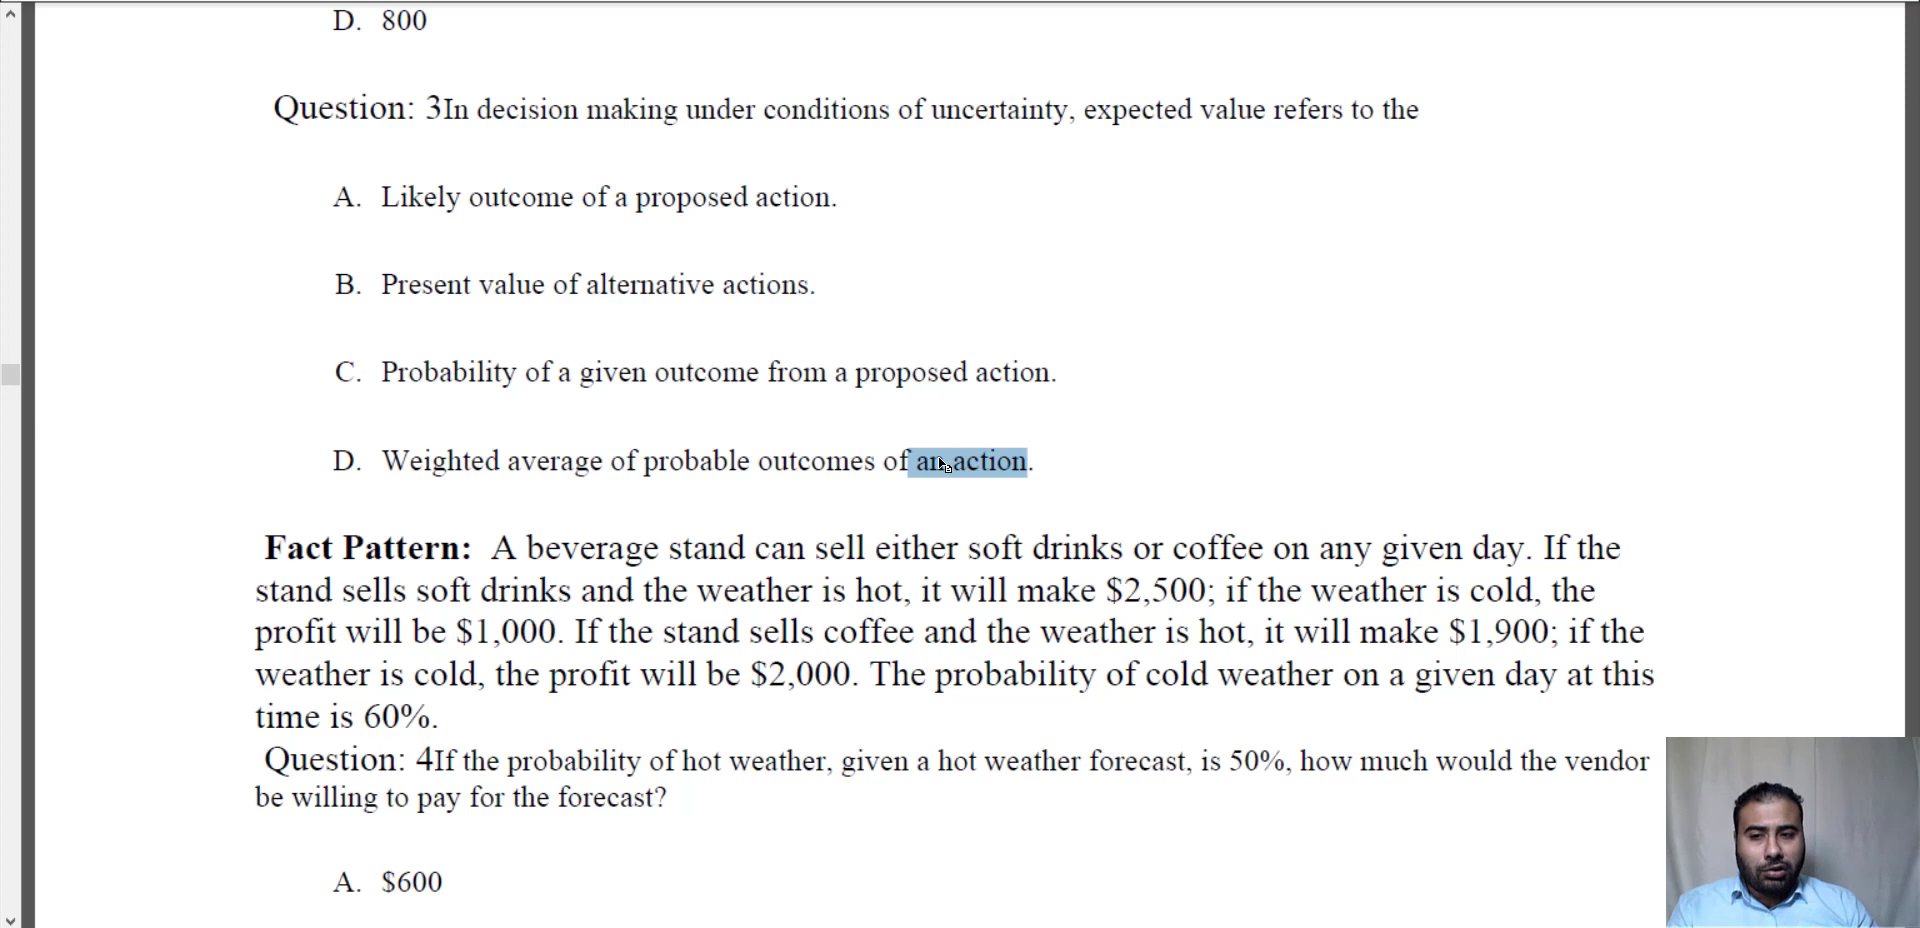 D. 800
Question: 3In decision making under conditions of uncertainty, expected value refers to the
A. Likely outcome of a proposed action.
B. Present value of alternative actions.
C. Probability of a given outcome from a proposed action.
D. Weighted average of probable outcomes of an action.
Fact Pattern: A beverage stand can sell either soft drinks or coffee on any given day. If the
stand sells soft drinks and the weather is hot, it will make $2,500; if the weather is cold, the
profit will be $1,000. If the stand sells coffee and the weather is hot, it will make $1,900; if the
weather is cold, the profit will be $2,000. The probability of cold weather on a given day at this
time is 60%.
Question: 4If the probability of hot weather, given a hot weather forecast, is 50%, how much would the vendor
be willing to pay for the forecast?
A. $600